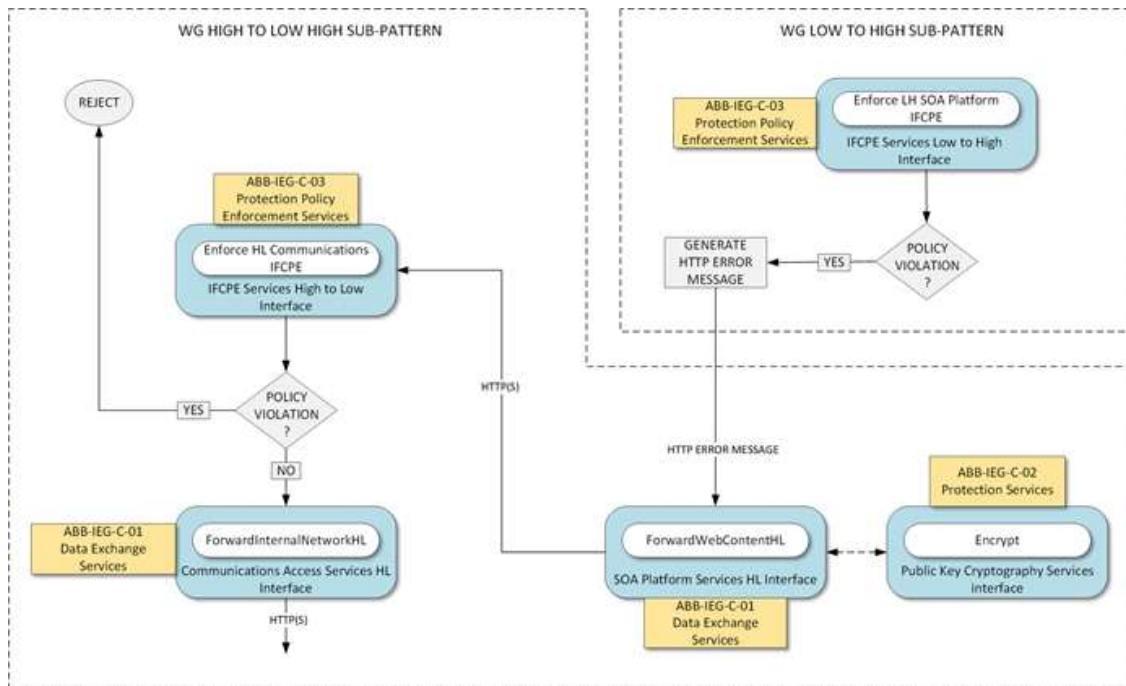 WG HIGH TO LOW HIGH SUB-PATTERN
WG LOW TO HIGH SUB-PATTERN
REJECT
ABB-IEG-C-03
Protection Policy
Enforcement Services
Enforce LH SOA Platform
IFCPE
IFCPE Services Low to High
Interface
ABB-IEG-C-03
Protection Policy
Enforcement Services
Enforce HL Communications
IFCPE
IFCPE Services High to Low
Interface
GENERATE
HTTP ERROR
MESSAGE
YES
POLICY
VIOLATION
?
HTTP(S)
YES
POLICY
VIOLATION
?
NO
HTTP ERROR MESSAGE
ABB-IEG-C-02
Protection Services
ABB-IEG-C-01
Data Exchange
Services
ForwardInternalNetworkHL
Communications Access Services HL
Interface
HTTP(S)
ForwardWebContentHL
SOA Platform Services HL Interface
ABB-IEG-C-01
Data Exchange
Services
Encrypt
Public Key Cryptography Services
Interface